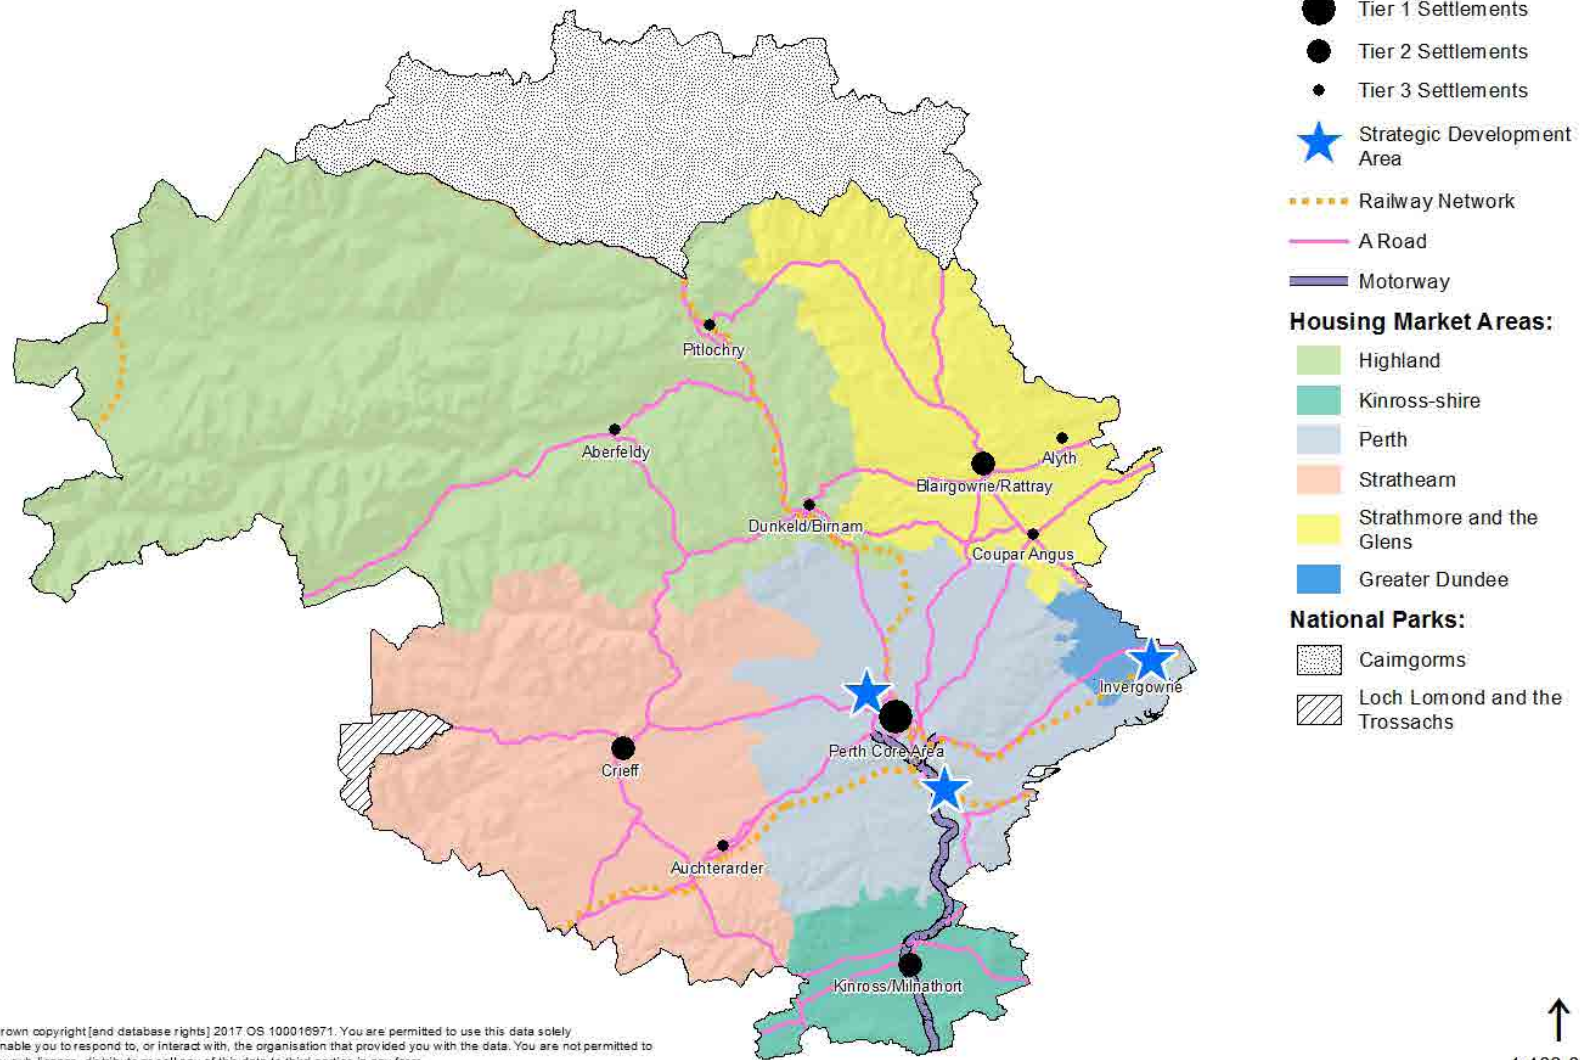 Tier 1 Settlements
Tier 2 Settlements
Tier 3 Settlements
Strategic Development
Area
Railway Network
A Road
Motorway
Housing Market Areas:
Highland
Kinross-shire
Perth
Strathearn
Strathmore and the
Glens
Greater Dundee
National Parks:
Cairngorms
Loch Lomond and the
Trossachs
Pitlochry
Aberfeldy
Alyth
Blairgowrie/Rattray
Dunkeld/Birnam
Coupar Angus
Invergowrie
Perth Core Area
Crieff
Auchterarder
Kinross/Milnathort
rown copyright [and database rights] 2017 OS 100016971. You are permitted to use this data solely
nable you to respond to, or interact with, the organisation that provided you with the data. You are not permitted to